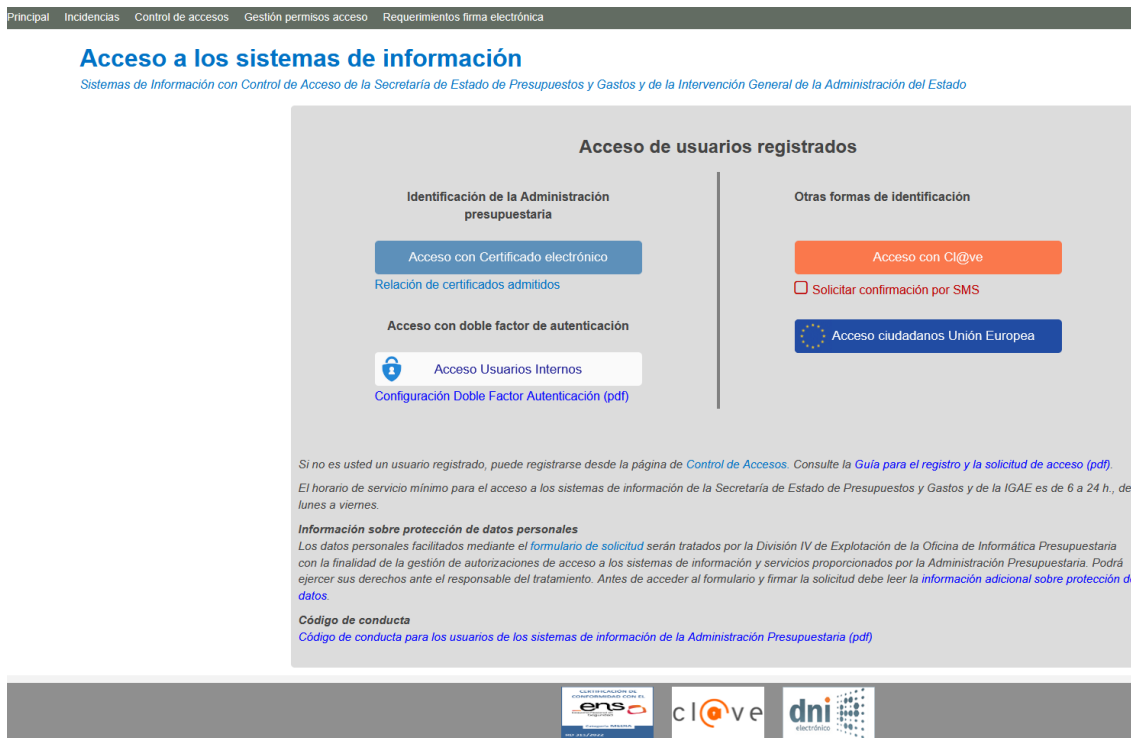 Principal Incidencias Control de accesos Gestión permisos acceso Requerimientos firma electrónica
Acceso a los sistemas de información
Sistemas de Información con Control de Acceso de la Secretaría de Estado de Presupuestos y Gastos y de la Intervención General de la Administración del Estado
Acceso de usuarios registrados
Identificación de la Administración
presupuestaria
Acceso con Certificado electrónico
Relación de certificados admitidos
Acceso con doble factor de autenticación
Acceso Usuarios Internos
Configuración Doble Factor Autenticación (pdf)
Otras formas de identificación
Acceso con Cl@ve
Solicitar confirmación por SMS
Acceso ciudadanos Unión Europea
Si no es usted un usuario registrado, puede registrarse desde la página de Control de Accesos. Consulte la Guía para el registro y la solicitud de acceso (pdf).
El horario de servicio mínimo para el acceso a los sistemas de información de la Secretaría de Estado de Presupuestos y Gastos y de la IGAE es de 6 a 24 h., de
lunes a viernes.
Información sobre protección de datos personales
Los datos personales facilitados mediante el formulario de solicitud serán tratados por la División IV de Explotación de la Oficina de Informática Presupuestaria
con la finalidad de la gestión de autorizaciones de acceso a los sistemas de información y servicios proporcionados por la Administración Presupuestaria. Podrá
ejercer sus derechos ante el responsable del tratamiento. Antes de acceder al formulario y firmar la solicitud debe leer la información adicional sobre protección de
datos.
Código de conducta
Código de conducta para los usuarios de los sistemas de información de la Administración Presupuestaria (pdf)
CERTIFICACIÓN DE
CONFORMIDAD CON EL
ens
RD 311/2022
cl@ve
dni
electrónico